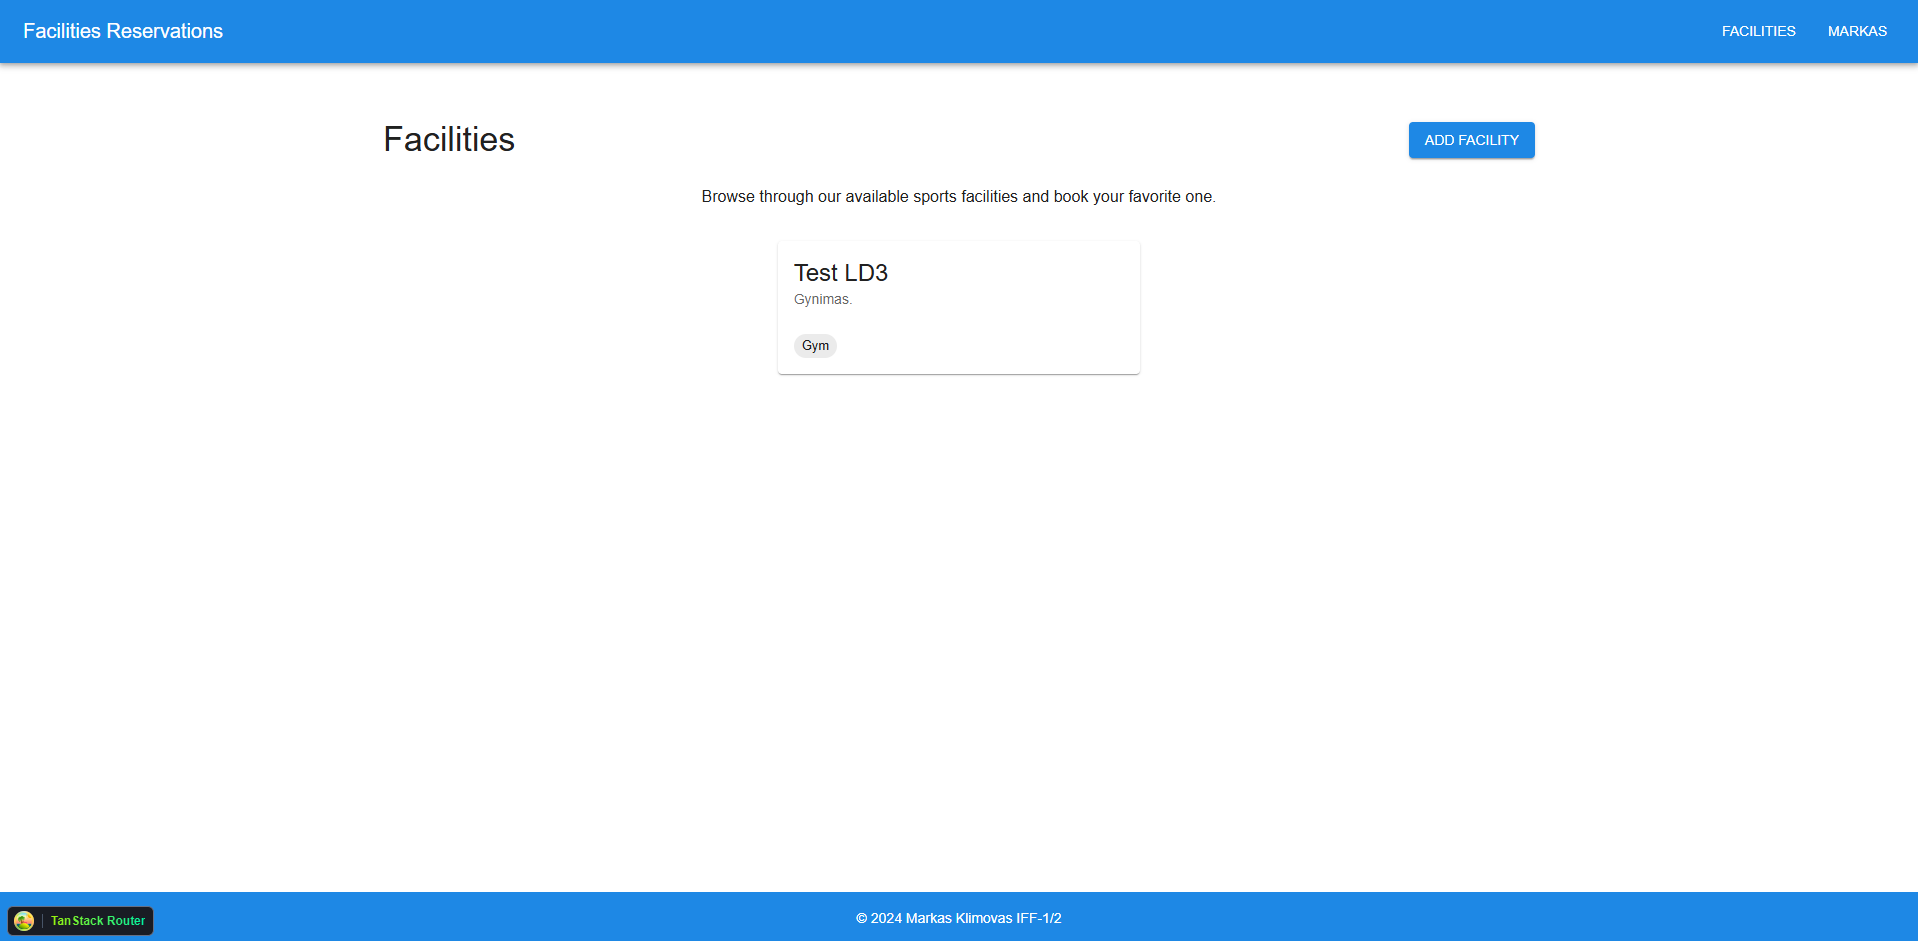 Facilities Reservations
FACILITIES
MARKAS
Facilities
ADD FACILITY
Browse through our available sports facilities and book your favorite one.
Test LD3
Gynimas.
Gym
TanStack Router
© 2024 Markas Klimovas IFF-1/2